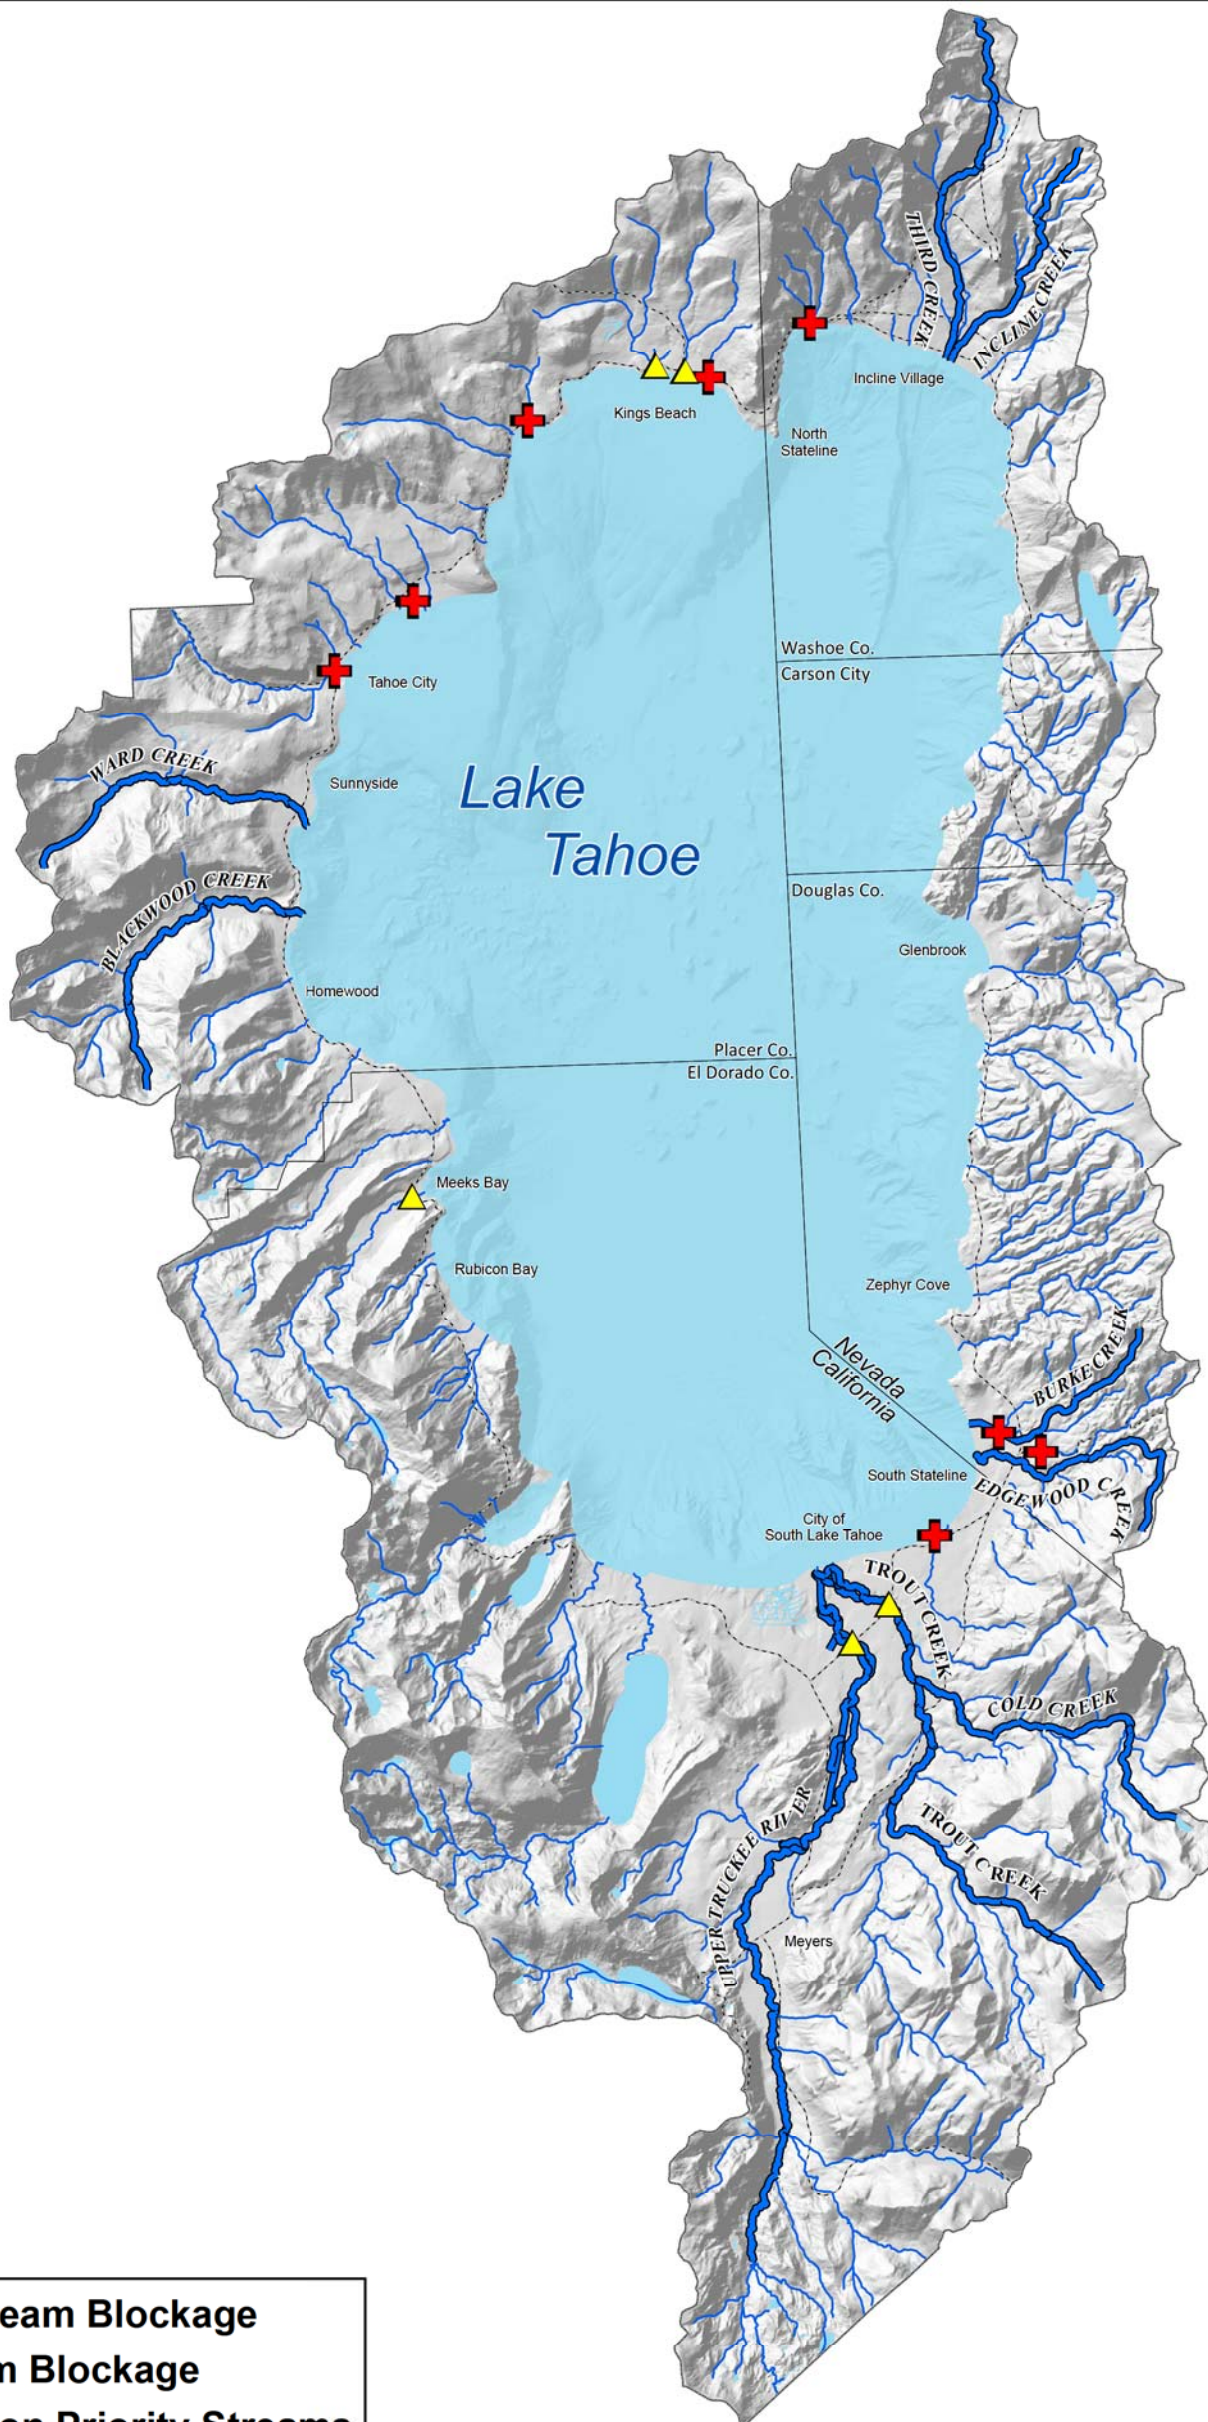 THIRD CREEK
INCLINE CREEK
Incline Village
Kings Beach
North
Stateline
Washoe Co.
Carson City
Tahoe City
WARD CREEK
Sunnyside
Lake
Tahoe
BLACKWOOD CREEK
Douglas Co.
Glenbrook
Homewood
Placer Co.
El Dorado Co.
Meeks Bay
Rubicon Bay
Zephyr Cove
BURKE CREEK
Nevada
California
South Stateline
EDGEWOOD CREEK
City of
South Lake Tahoe
TROUT CREEK
COLD CREEK
UPPER TRUCKEE RIVER
TROUT CREEK
Meyers
Blockage
Blockage
Priority Streams